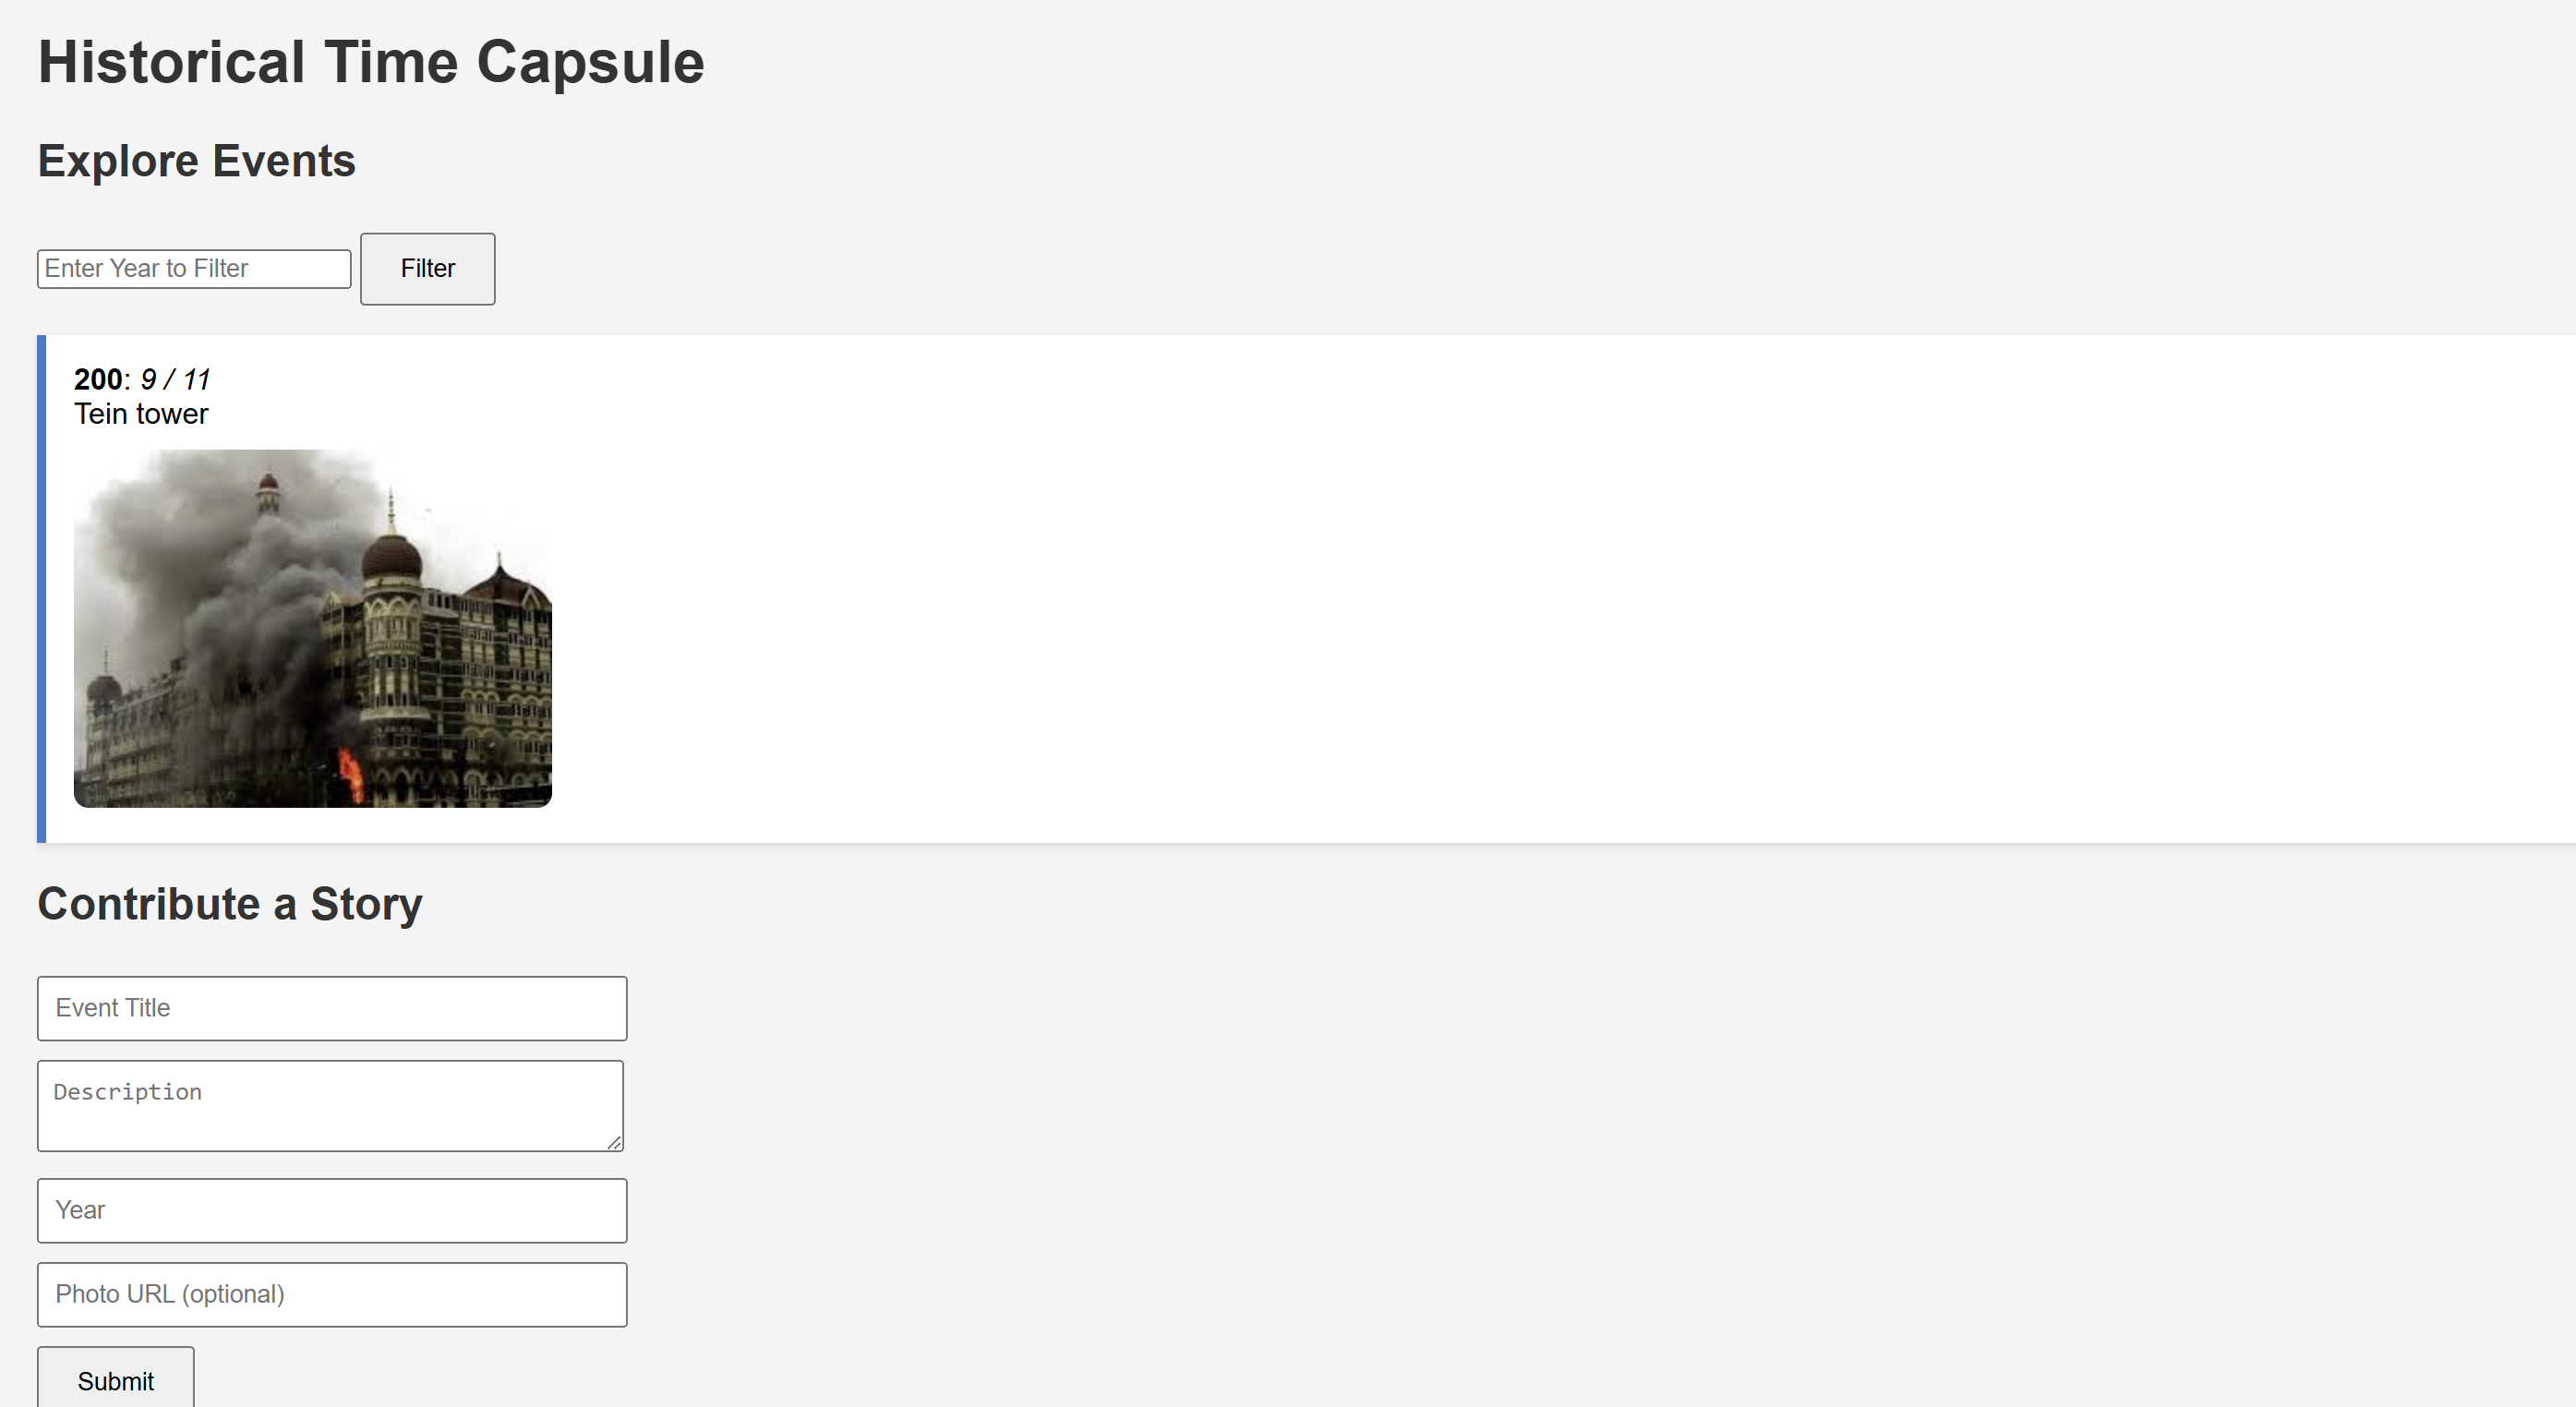 Historical Time Capsule
Explore Events
Enter Year to Filter Filter
200: 9 / 11
Tein tower
Contribute a Story
Event Title
Description
Year
Photo URL (optional)
Submit